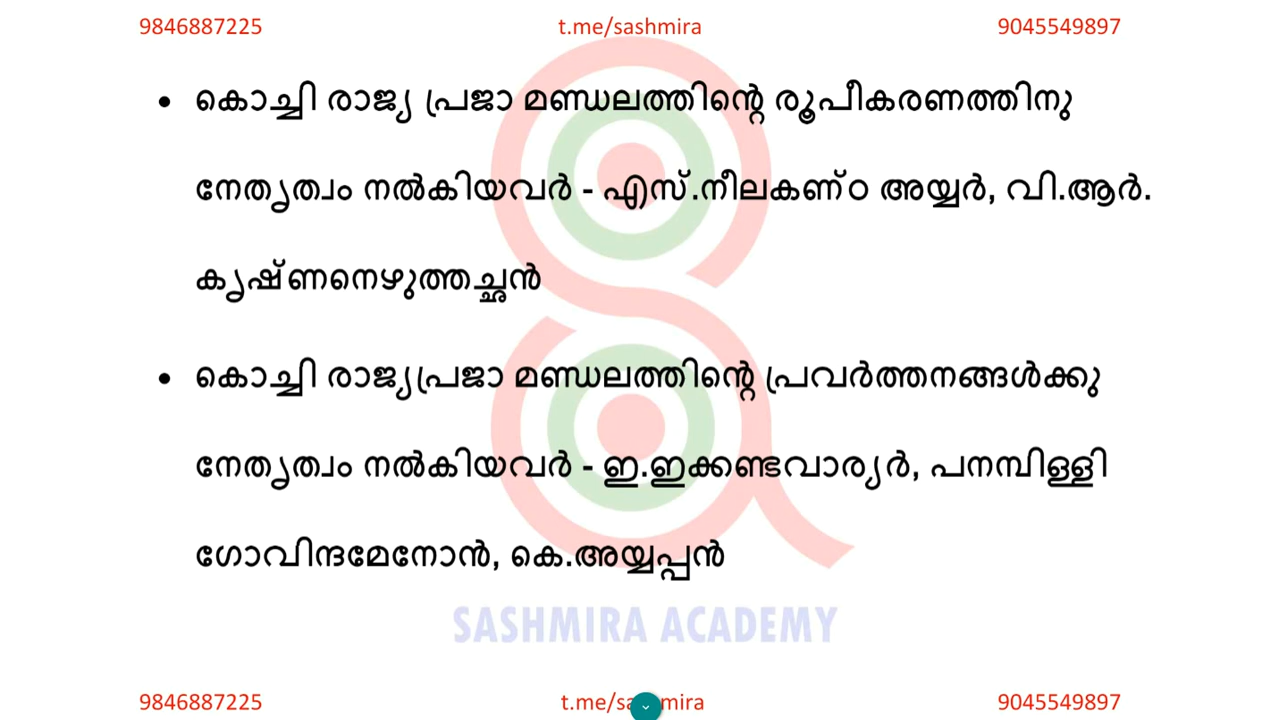 9846887225 t.me/sashmira 9045549897
• കൊച്ചി രാജ്യ പ്രജാ മണ്ഡലത്തിന്റെ രൂപീകരണത്തിനു
നേതൃത്വം നൽകിയവർ - എസ്.നീലകണ്ഠ അയ്യർ, വി.ആർ.
കൃഷ്ണനെഴുത്തച്ഛൻ
• കൊച്ചി രാജ്യപ്രജാ മണ്ഡലത്തിന്റെ പ്രവർത്തനങ്ങൾക്കു
നേതൃത്വം നൽകിയവർ - ഇ.ഇക്കണ്ടവാര്യർ, പനമ്പിള്ളി
ഗോവിന്ദമേനോൻ, കെ.അയ്യപ്പൻ
SASHMIRA ACADEMY
9846887225 9045549897